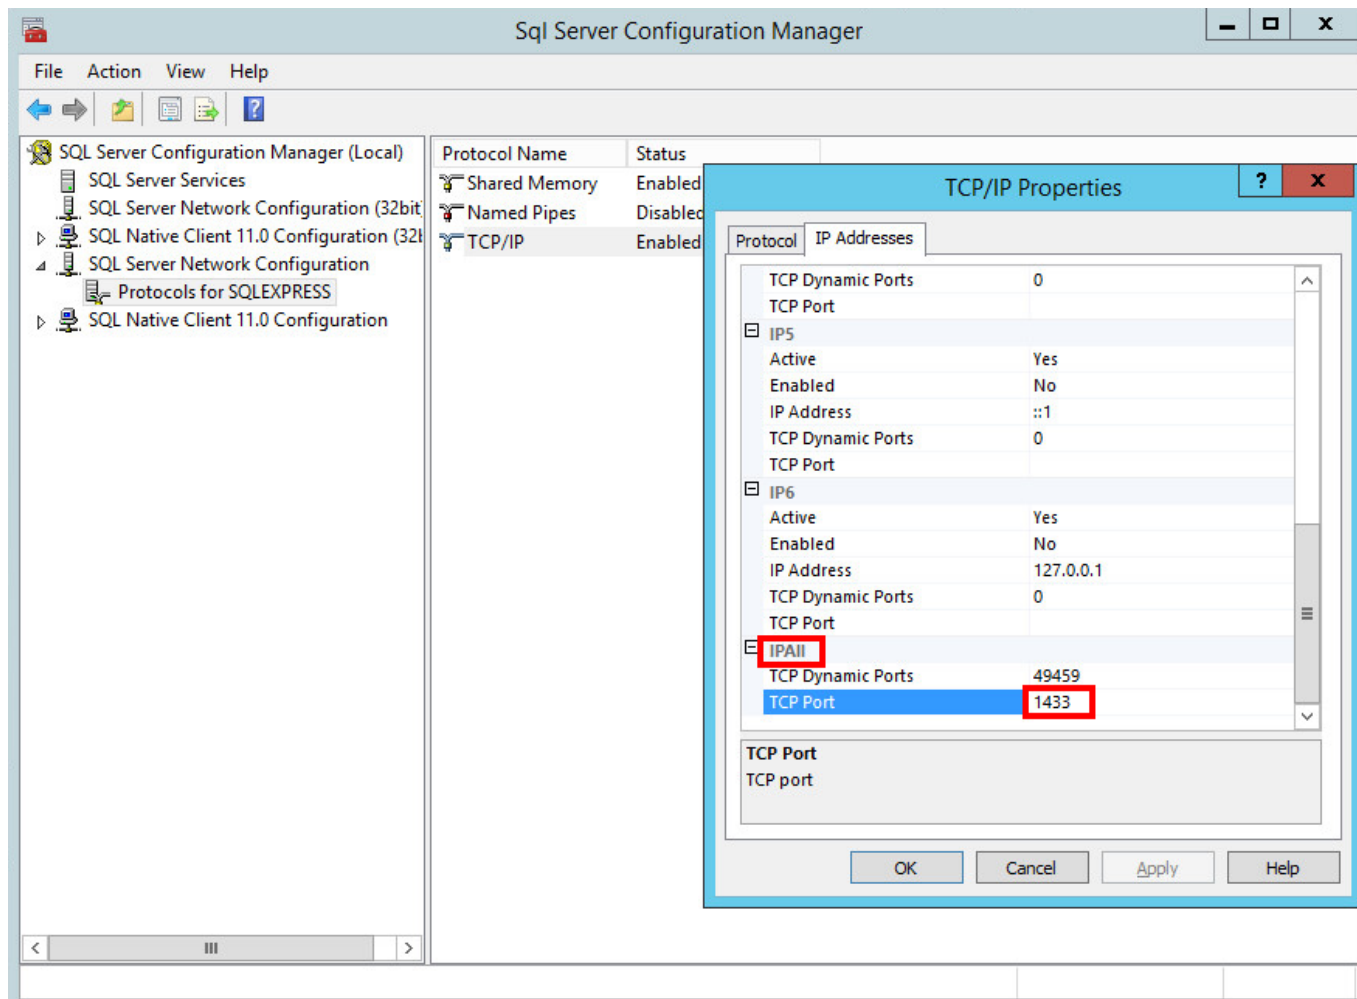 Sql Server Configuration Manager
File Action View Help
SQL Server Configuration Manager (Local)
SQL Server Services
SQL Server Network Configuration (32bit
SQL Native Client 11.0 Configuration (32b
SQL Server Network Configuration
Protocols for SQLEXPRESS
SQL Native Client 11.0 Configuration
Protocol Name Status
Shared Memory Enabled
Named Pipes Disabled
TCP/IP Enabled
TCP/IP Properties
Protocol IP Addresses
TCP Dynamic Ports 0
TCP Port
IP5
Active Yes
Enabled No
IP Address ::1
TCP Dynamic Ports 0
TCP Port
IP6
Active Yes
Enabled No
IP Address 127.0.0.1
TCP Dynamic Ports 0
TCP Port
IPAll
TCP Dynamic Ports 49459
TCP Port 1433
TCP Port
TCP port
OK Cancel Apply Help